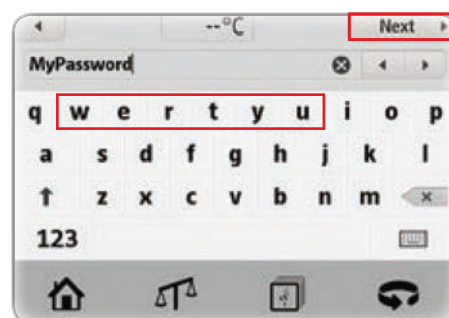 --°C Next
MyPassword
q w e r t y u i o p
a s d f g h j k l
z x c v b n m
123